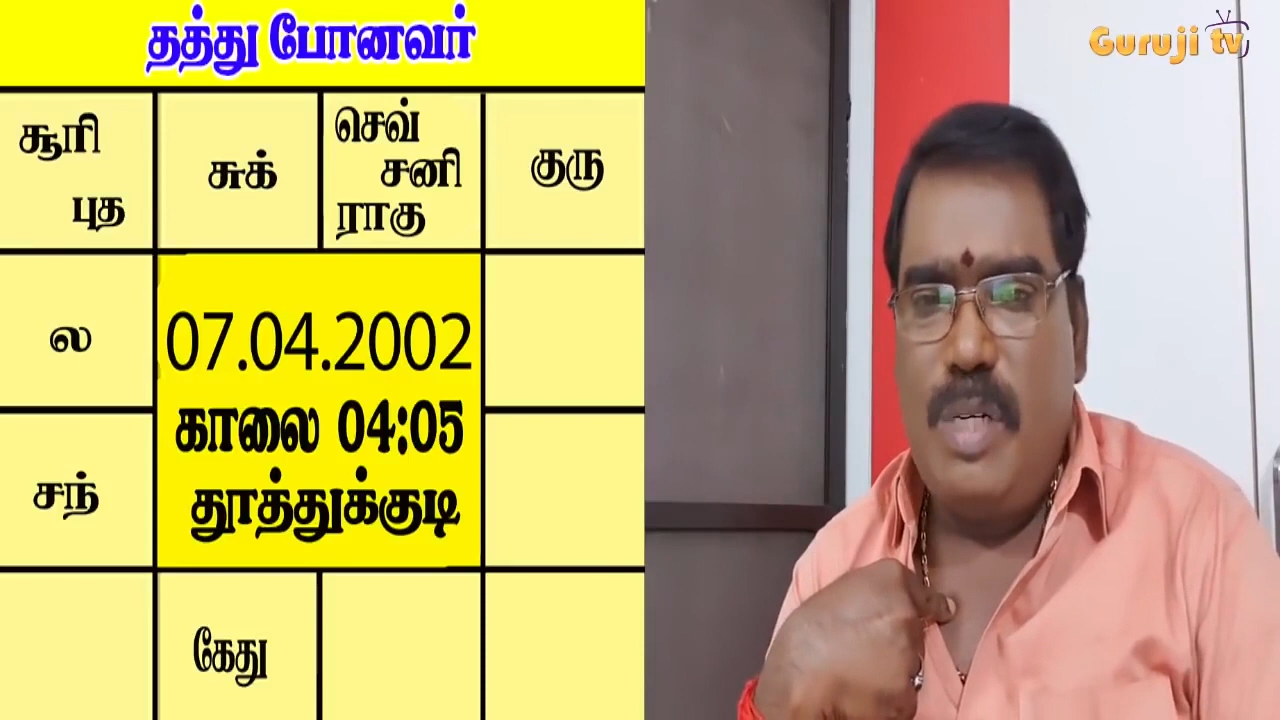 தத்து போனவர்
சூரி
புத
சுக்
செவ்
சனி
ராகு
குரு
ல
07.04.2002
காலை 04:05
தூத்துக்குடி
சந்
கேது
Guruji tv